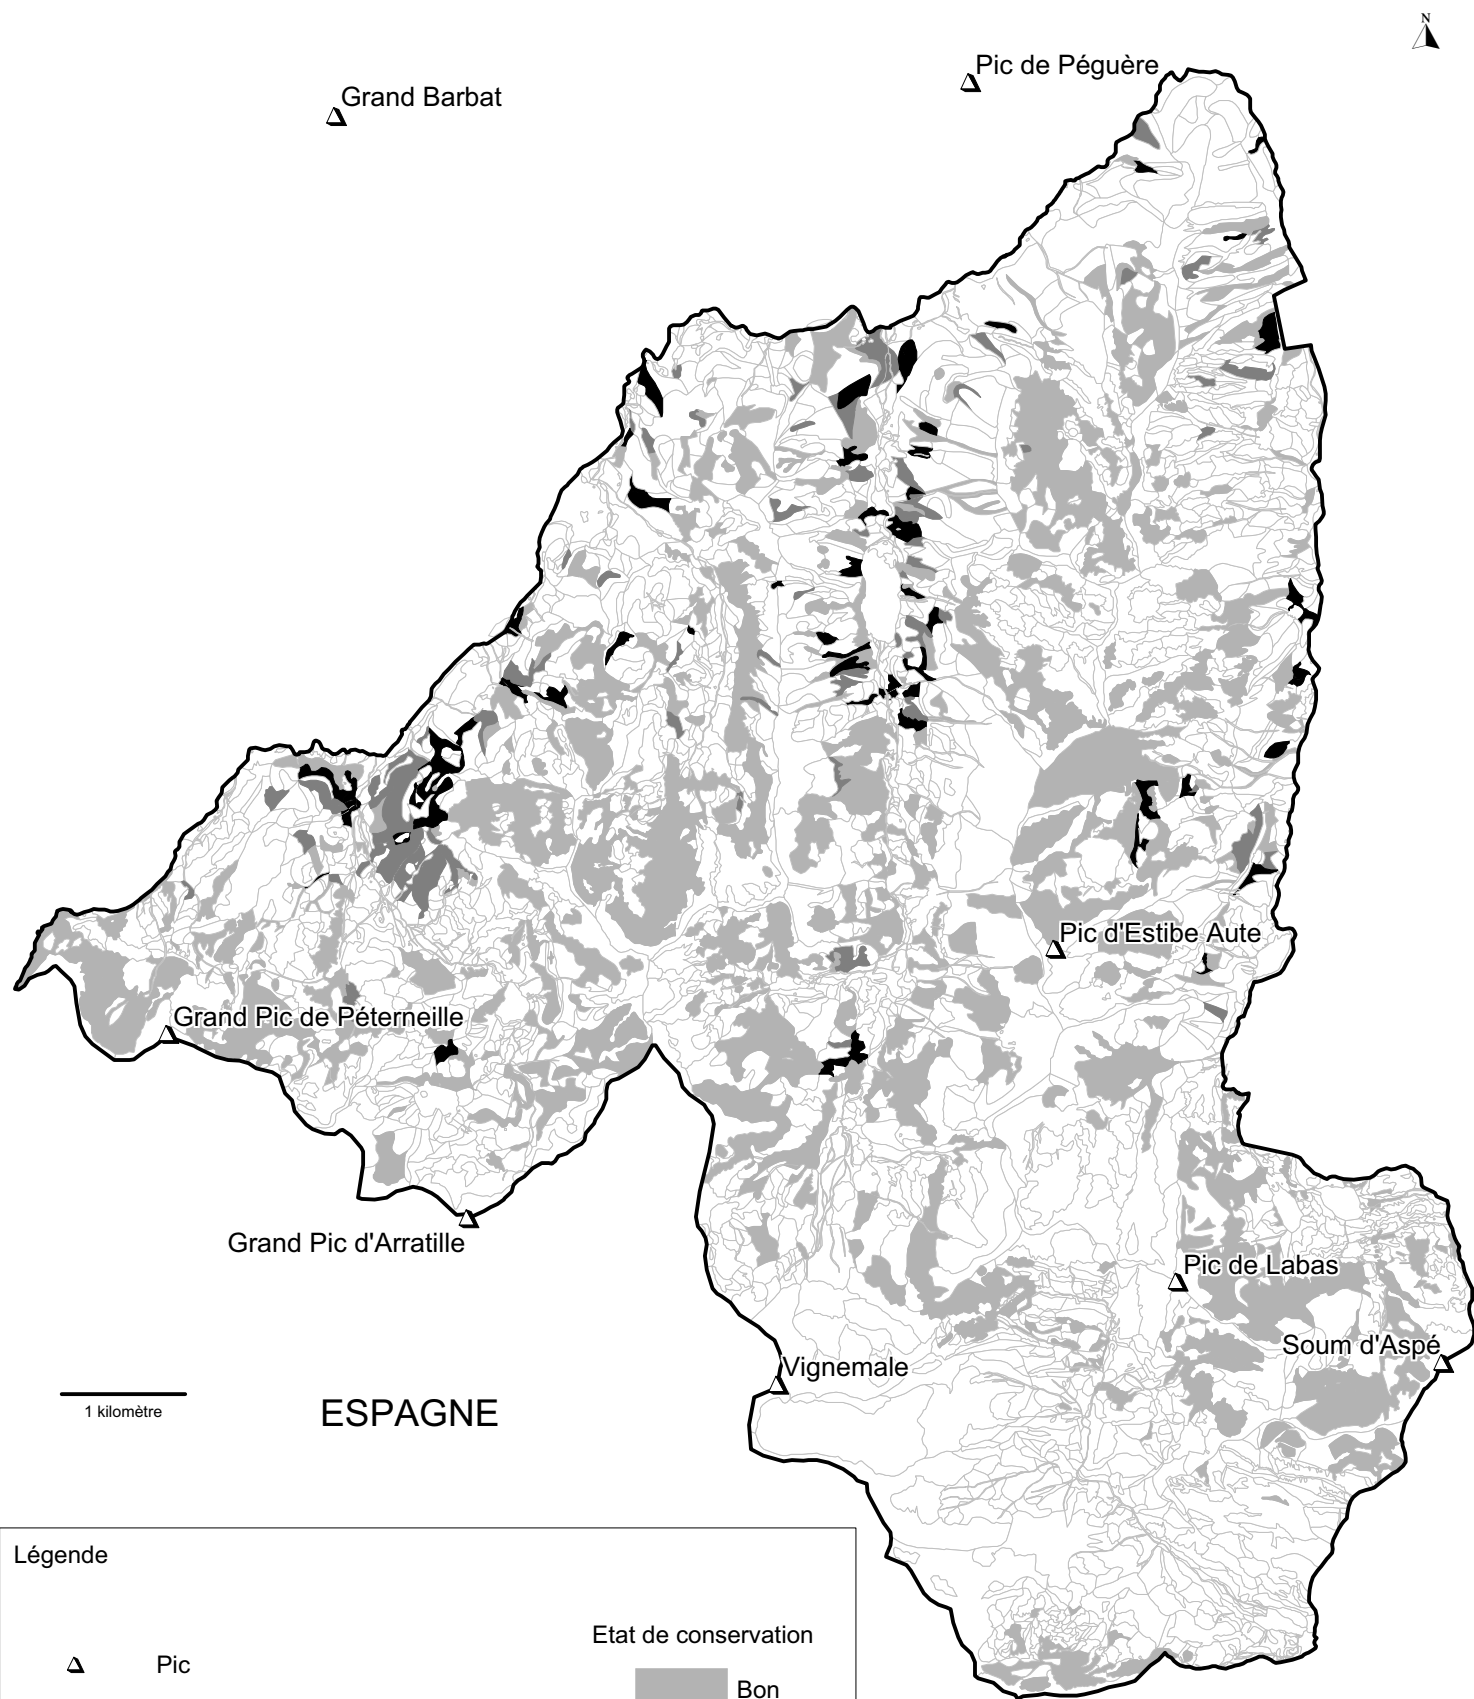 N
Pic de Péguère
Grand Barbat
Pic d'Estibe Aute
Grand Pic de Péterneille
Grand Pic d'Arratille
Pic de Labas
Soum d'Aspé
Vignemale
1 kilomètre
ESPAGNE
Légende
Etat de conservation
Pic
Bon